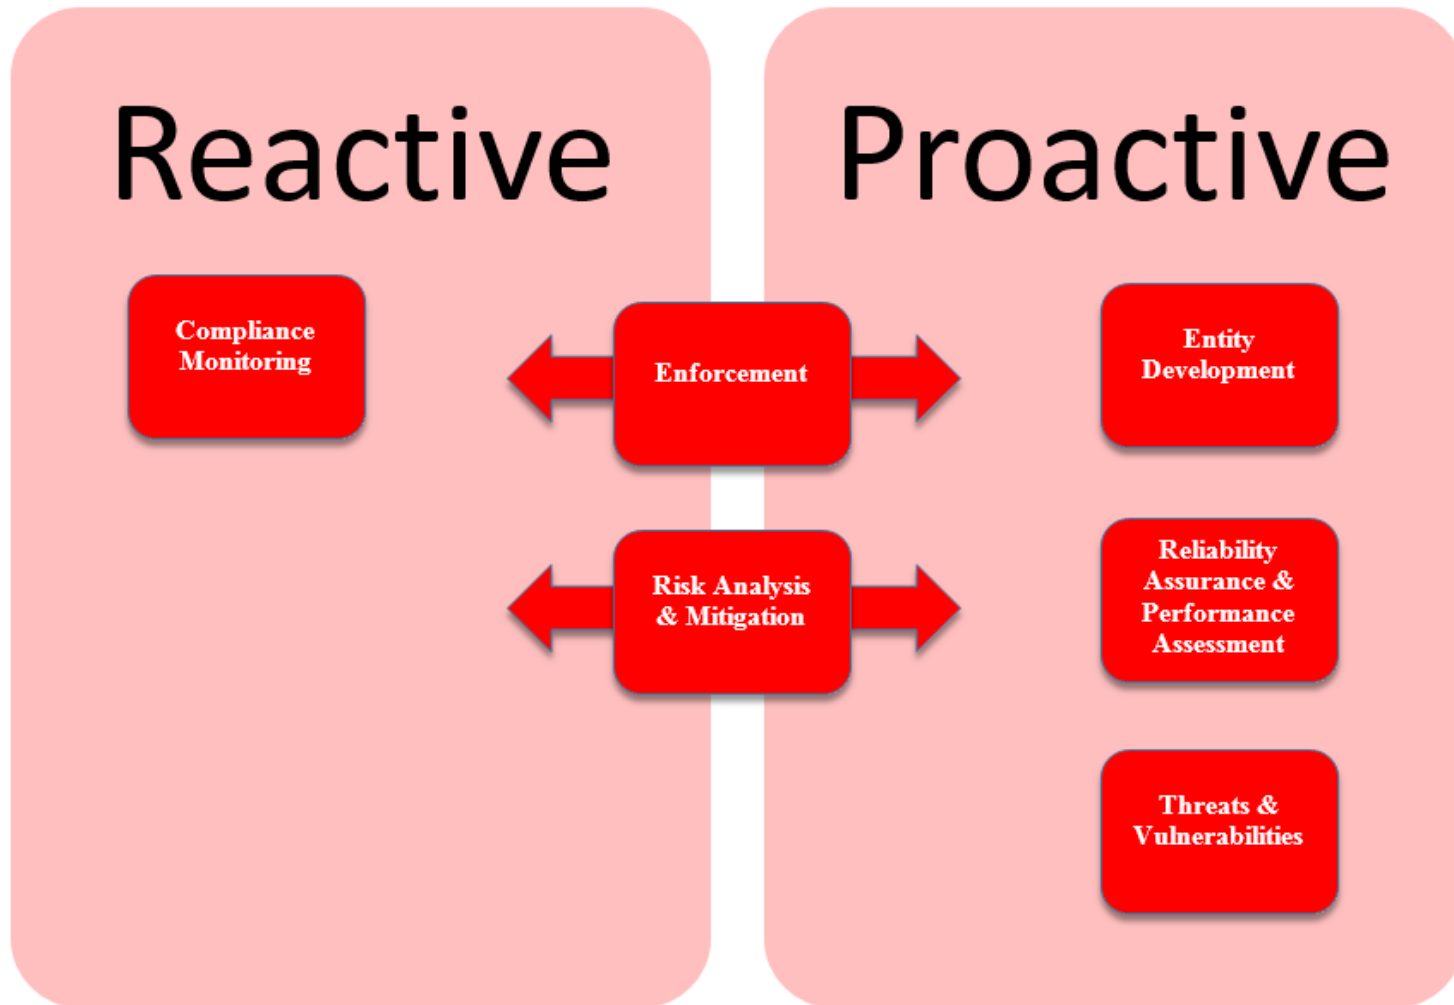 Reactive
Proactive
Compliance
Monitoring
Enforcement
Entity
Development
Risk Analysis
& Mitigation
Reliability
Assurance &
Performance
Assessment
Threats &
Vulnerabilities